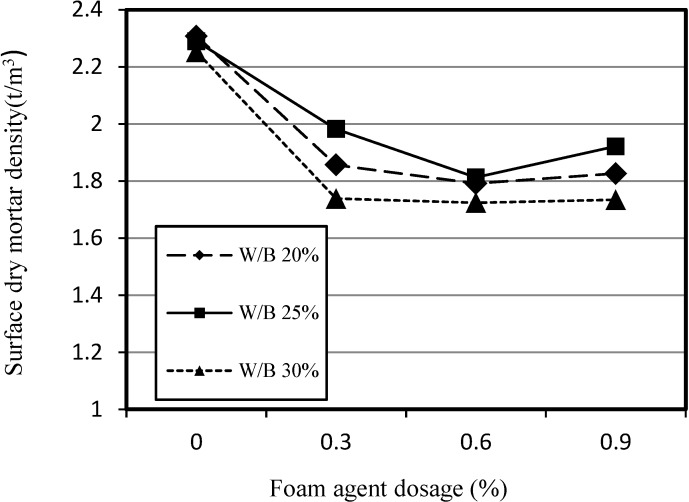 Surface dry mortar density(t/m³)
2.4
2.2
2
1.8
1.6
1.4
1.2
1
W/B 20%
W/B 25%
W/B 30%
0 0.3 0.6 0.9
Foam agent dosage (%)